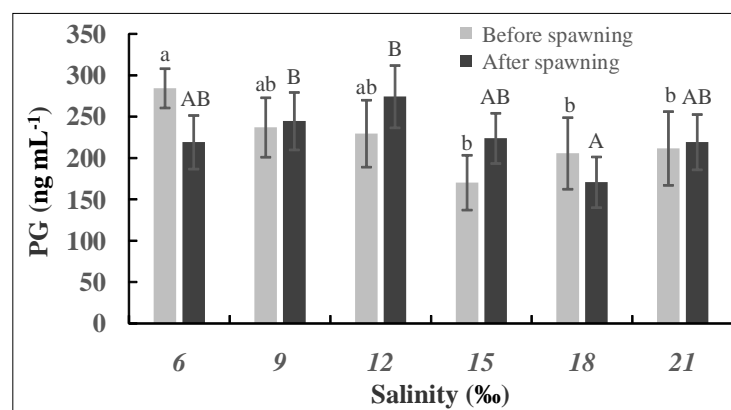 350
300
250
200
150
100
50
0
PG (ng mL⁻¹)
Before spawning
After spawning
a
AB
ab
B
ab
B
b
AB
b
A
b
AB
6 9 12 15 18 21
Salinity (‰)